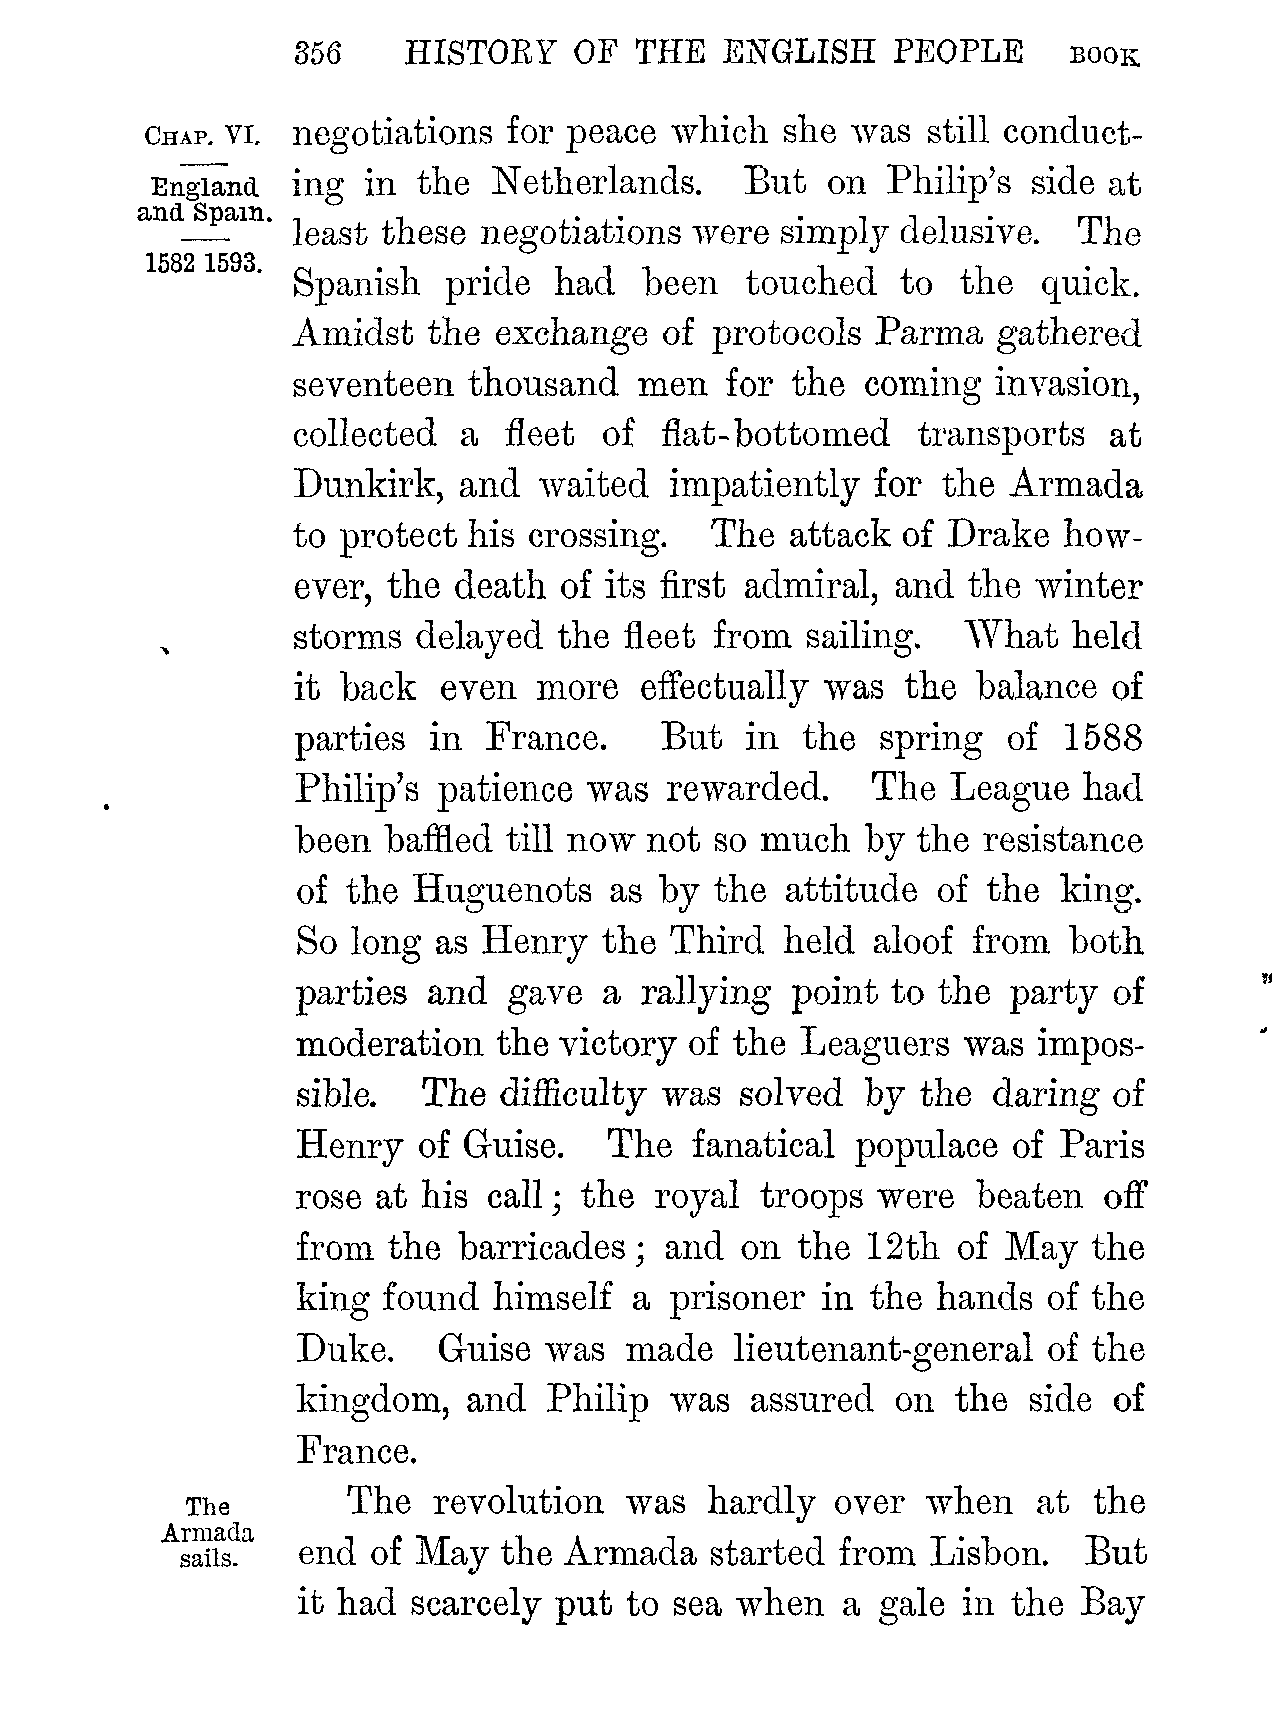 356 HISTORY OF THE ENGLISH PEOPLE BOOK
CHAP. VI.
England
and Spain.
1582 1593.
negotiations for peace which she was still conduct-
ing in the Netherlands. But on Philip's side at
least these negotiations were simply delusive. The
Spanish pride had been touched to the quick.
Amidst the exchange of protocols Parma gathered
seventeen thousand men for the coming invasion,
collected a fleet of flat-bottomed transports at
Dunkirk, and waited impatiently for the Armada
to protect his crossing. The attack of Drake how-
ever, the death of its first admiral, and the winter
storms delayed the fleet from sailing. What held
it back even more effectually was the balance of
parties in France. But in the spring of 1588
Philip's patience was rewarded. The League had
been baffled till now not so much by the resistance
of the Huguenots as by the attitude of the king.
So long as Henry the Third held aloof from both
parties and gave a rallying point to the party of
moderation the victory of the Leaguers was impos-
sible. The difficulty was solved by the daring of
Henry of Guise. The fanatical populace of Paris
rose at his call; the royal troops were beaten off
from the barricades; and on the 12th of May the
king found himself a prisoner in the hands of the
Duke. Guise was made lieutenant-general of the
kingdom, and Philip was assured on the side of
France.
The
Armada
sails.
The revolution was hardly over when at the
end of May the Armada started from Lisbon. But
it had scarcely put to sea when a gale in the Bay